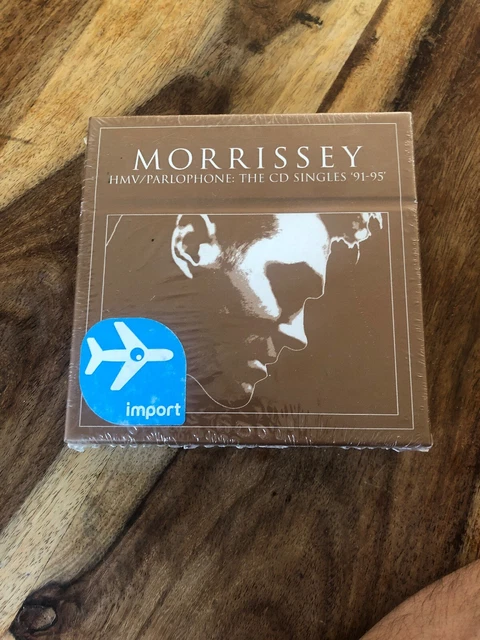 MORRISSEY
HMV/PARLOPHONE: THE CD SINGLES '91-95'
import